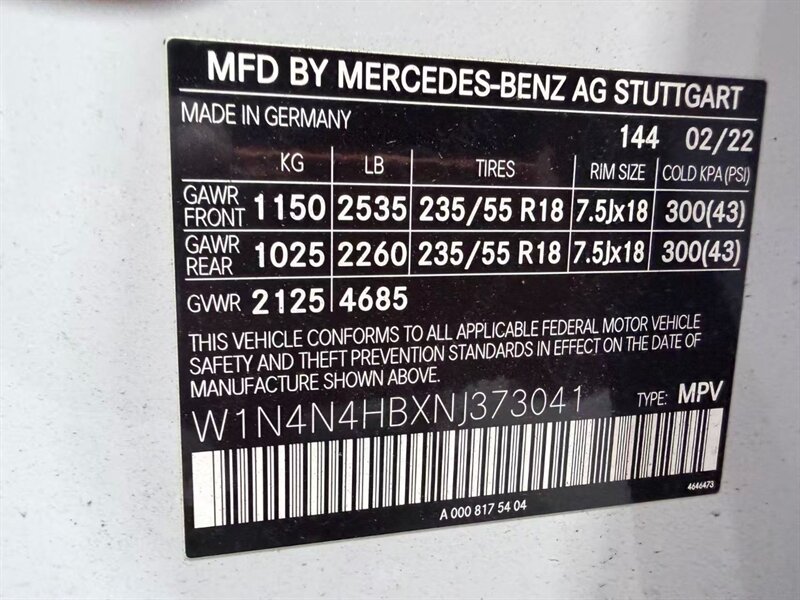 MFD BY MERCEDES-BENZ AG STUTTGART
MADE IN GERMANY
144 02/22
KG LB TIRES RIM SIZE COLD KPA (PSI)
GAWR FRONT 1150 2535 235/55 R18 7.5Jx18 300(43)
GAWR REAR 1025 2260 235/55 R18 7.5Jx18 300(43)
GVWR 2125 4685
THIS VEHICLE CONFORMS TO ALL APPLICABLE FEDERAL MOTOR VEHICLE
SAFETY AND THEFT PREVENTION STANDARDS IN EFFECT ON THE DATE OF
MANUFACTURE SHOWN ABOVE.
W1N4N4HBXNJ373041 TYPE: MPV
4646473
A 000 817 54 04